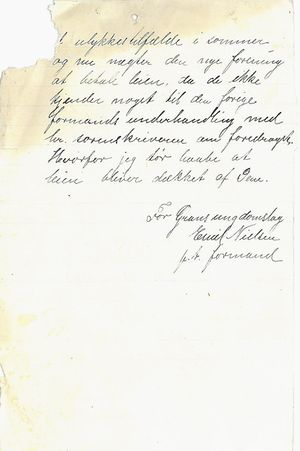 ulykkestilfælde i sommer
og nu nægter den nye forening
at betale leien, da de ikke
kjender noget til den forige
formands underhandling med
hr. sorenskriveren om foredraget.
Hvorfor jeg tør haabe at
leien bliver dækket af Dem.
For Grans ungdomslag
Emil Nielsen
p.t. formand